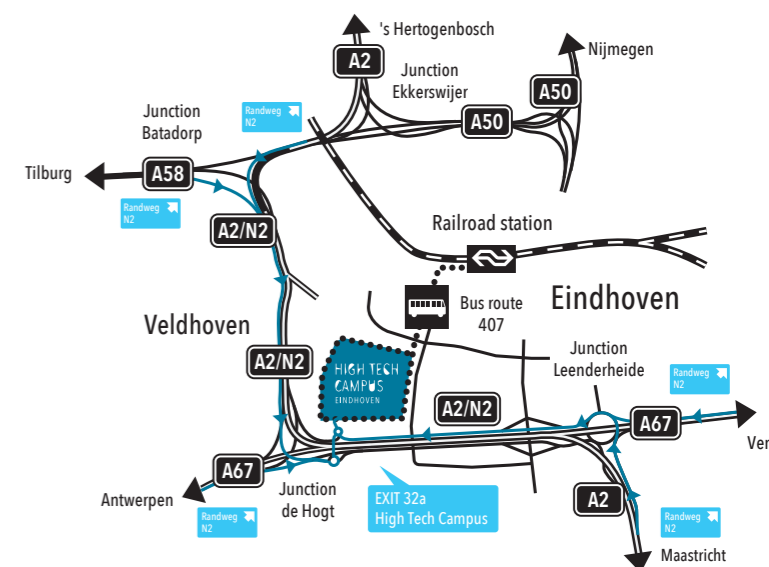 's Hertogenbosch
A2
Nijmegen
Junction
Ekkerswijer
A50
Junction
Batadorp
Randweg
N2
A50
Tilburg
A58
Randweg
N2
A2/N2
Railroad station
Bus route
407
Eindhoven
Veldhoven
Junction
Leenderheide
A2/N2
HIGH TECH
CAMPUS
EINDHOVEN
Randweg
N2
A2/N2
A67
Ven
A67
Antwerpen
Junction
de Hogt
EXIT 32a
High Tech Campus
A2
Randweg
N2
Randweg
N2
Maastricht